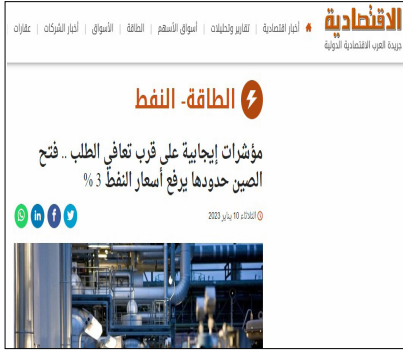 الاقتصادية
جريدة العرب الاقتصادية الدولية
أخبار اقتصادية | تقارير وتحليلات | أسواق الأسهم | الطاقة | الأسواق | أخبار الشركات | عقارات
الطاقة- النفط
مؤشرات إيجابية على قرب تعافي الطلب .. فتح
الصين حدودها يرفع أسعار النفط 3 %
الثلاثاء 10 يناير 2023